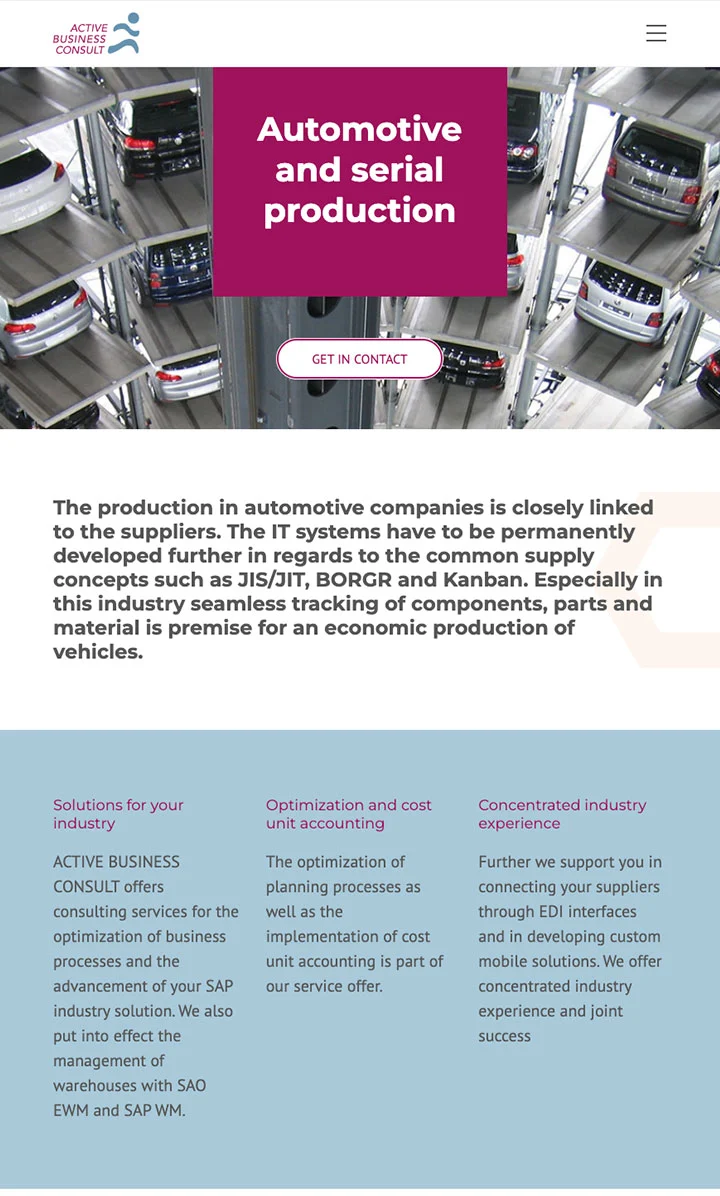 ACTIVE
BUSINESS
CONSULT
Automotive
and serial
production
GET IN CONTACT
The production in automotive companies is closely linked
to the suppliers. The IT systems have to be permanently
developed further in regards to the common supply
concepts such as JIS/JIT, BORGR and Kanban. Especially in
this industry seamless tracking of components, parts and
material is premise for an economic production of
vehicles.
Solutions for your
industry
ACTIVE BUSINESS
CONSULT offers
consulting services for the
optimization of business
processes and the
advancement of your SAP
industry solution. We also
put into effect the
management of
warehouses with SAO
EWM and SAP WM.
Optimization and cost
unit accounting
The optimization of
planning processes as
well as the
implementation of cost
unit accounting is part of
our service offer.
Concentrated industry
experience
Further we support you in
connecting your suppliers
through EDI interfaces
and in developing custom
mobile solutions. We offer
concentrated industry
experience and joint
success